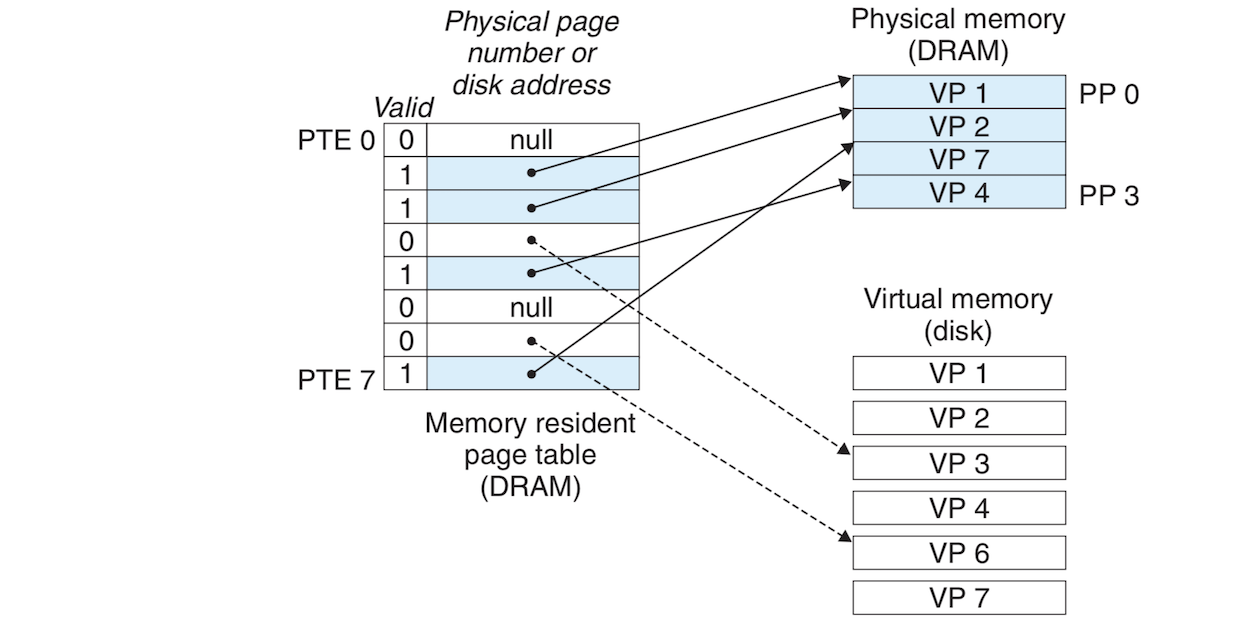 Physical page
number or
disk address
Valid
PTE 0
0 null
1
1
0
1
0 null
0
1
PTE 7
Memory resident
page table
(DRAM)
Physical memory
(DRAM)
VP 1 PP 0
VP 2
VP 7
VP 4 PP 3
Virtual memory
(disk)
VP 1
VP 2
VP 3
VP 4
VP 6
VP 7